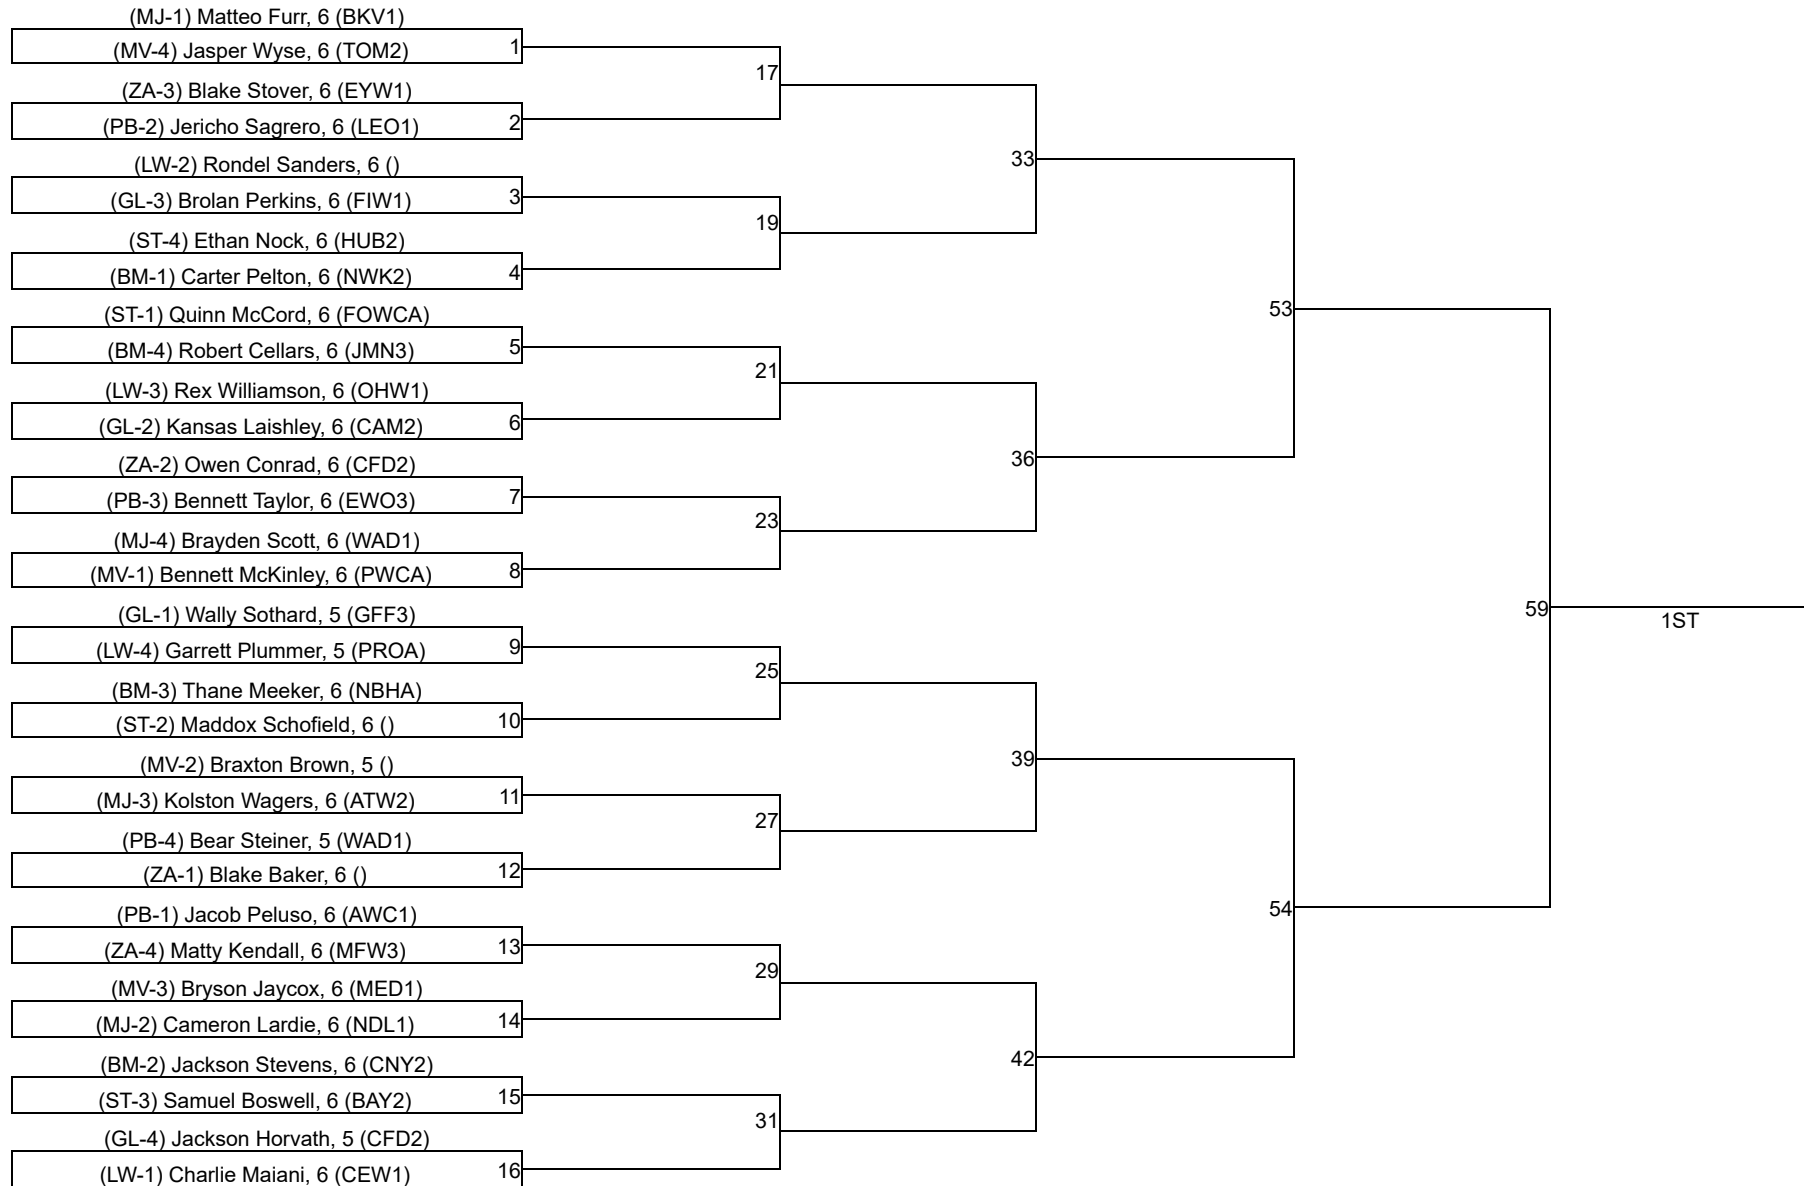 (MJ-1) Matteo Furr, 6 (BKV1)
(MV-4) Jasper Wyse, 6 (TOM2)
1
17
(ZA-3) Blake Stover, 6 (EYW1)
(PB-2) Jericho Sagrero, 6 (LEO1)
2
33
(LW-2) Rondel Sanders, 6 ()
(GL-3) Brolan Perkins, 6 (FIW1)
3
19
(ST-4) Ethan Nock, 6 (HUB2)
(BM-1) Carter Pelton, 6 (NWK2)
4
53
(ST-1) Quinn McCord, 6 (FOWCA)
(BM-4) Robert Cellars, 6 (JMN3)
5
21
(LW-3) Rex Williamson, 6 (OHW1)
(GL-2) Kansas Laishley, 6 (CAM2)
6
36
(ZA-2) Owen Conrad, 6 (CFD2)
(PB-3) Bennett Taylor, 6 (EWO3)
7
23
(MJ-4) Brayden Scott, 6 (WAD1)
(MV-1) Bennett McKinley, 6 (PWCA)
8
59
1ST
(GL-1) Wally Sothard, 5 (GFF3)
(LW-4) Garrett Plummer, 5 (PROA)
9
25
(BM-3) Thane Meeker, 6 (NBHA)
(ST-2) Maddox Schofield, 6 ()
10
39
(MV-2) Braxton Brown, 5 ()
(MJ-3) Kolston Wagers, 6 (ATW2)
11
27
(PB-4) Bear Steiner, 5 (WAD1)
(ZA-1) Blake Baker, 6 ()
12
54
(PB-1) Jacob Peluso, 6 (AWC1)
(ZA-4) Matty Kendall, 6 (MFW3)
13
29
(MV-3) Bryson Jaycox, 6 (MED1)
(MJ-2) Cameron Lardie, 6 (NDL1)
14
42
(BM-2) Jackson Stevens, 6 (CNY2)
(ST-3) Samuel Boswell, 6 (BAY2)
15
31
(GL-4) Jackson Horvath, 5 (CFD2)
(LW-1) Charlie Maiani, 6 (CEW1)
16